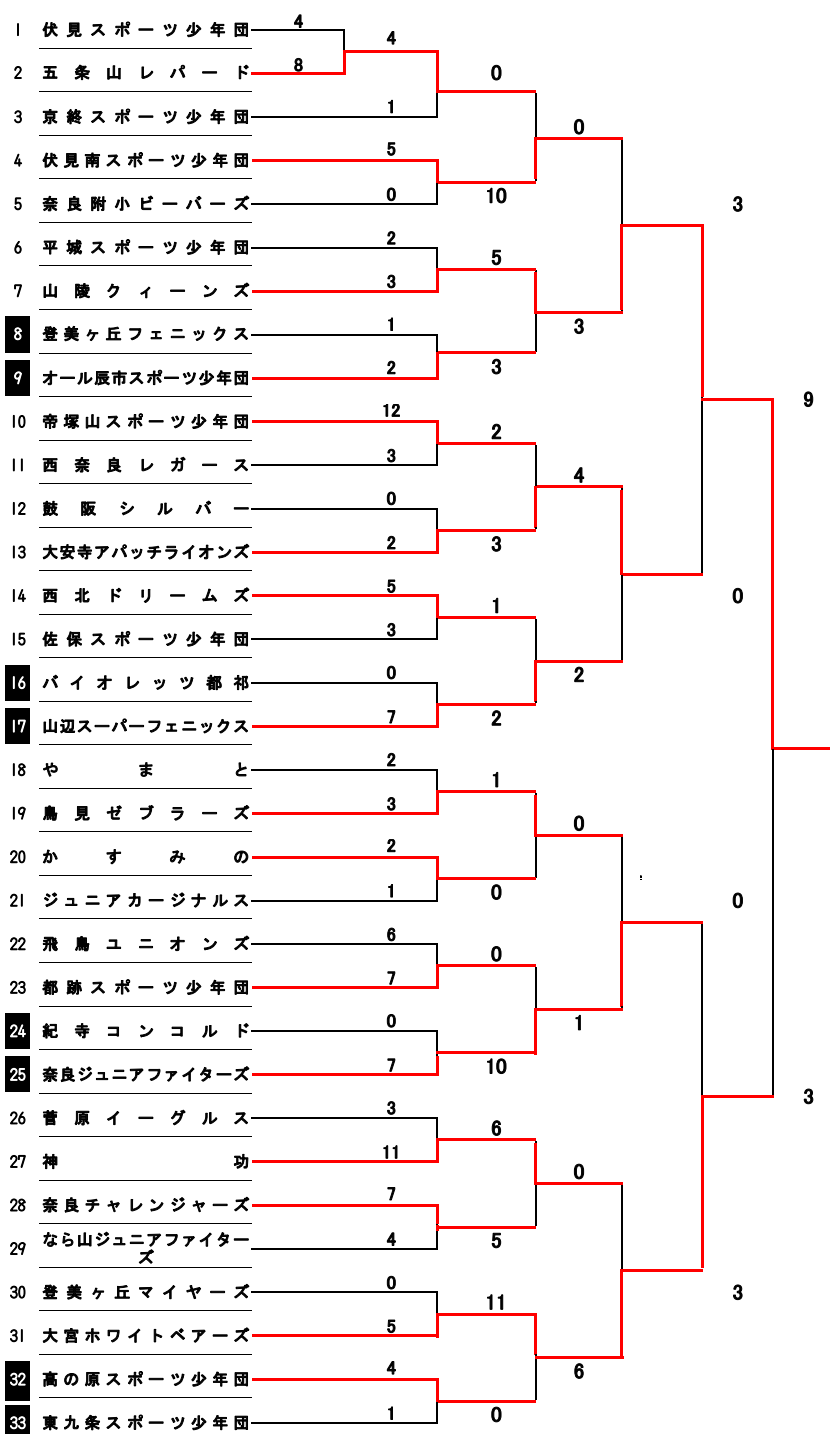 1 伏見スポーツ少年団 4
4
2 五条山レパード 8
0
3 京終スポーツ少年団 1
0
4 伏見南スポーツ少年団 5
5 奈良附小ビーバーズ 0
10
3
6 平城スポーツ少年団 2
5
7 山陵クィーンズ 3
8 登美ヶ丘フェニックス 1
3
9 オール辰市スポーツ少年団 2
3
9
10 帝塚山スポーツ少年団 12
2
11 西奈良レガース 3
4
12 鼓阪シルバー 0
13 大安寺アパッチライオンズ 2
3
14 西北ドリームズ 5
1
0
15 佐保スポーツ少年団 3
16 バイオレッツ都祁 0
2
17 山辺スーパーフェニックス 7
2
18 やまと 2
1
19 鳥見ゼブラーズ 3
0
20 かすみの 2
21 ジュニアカージナルス 1
0
0
22 飛鳥ユニオンズ 6
0
23 都跡スポーツ少年団 7
24 紀寺コンコルド 0
1
25 奈良ジュニアファイターズ 7
10
3
26 菅原イーグルス 3
6
27 神功 11
0
28 奈良チャレンジャーズ 7
29 なら山ジュニアファイターズ 4
5
30 登美ヶ丘マイヤーズ 0
11
3
31 大宮ホワイトベアーズ 5
32 高の原スポーツ少年団 4
6
33 東九条スポーツ少年団 1
0